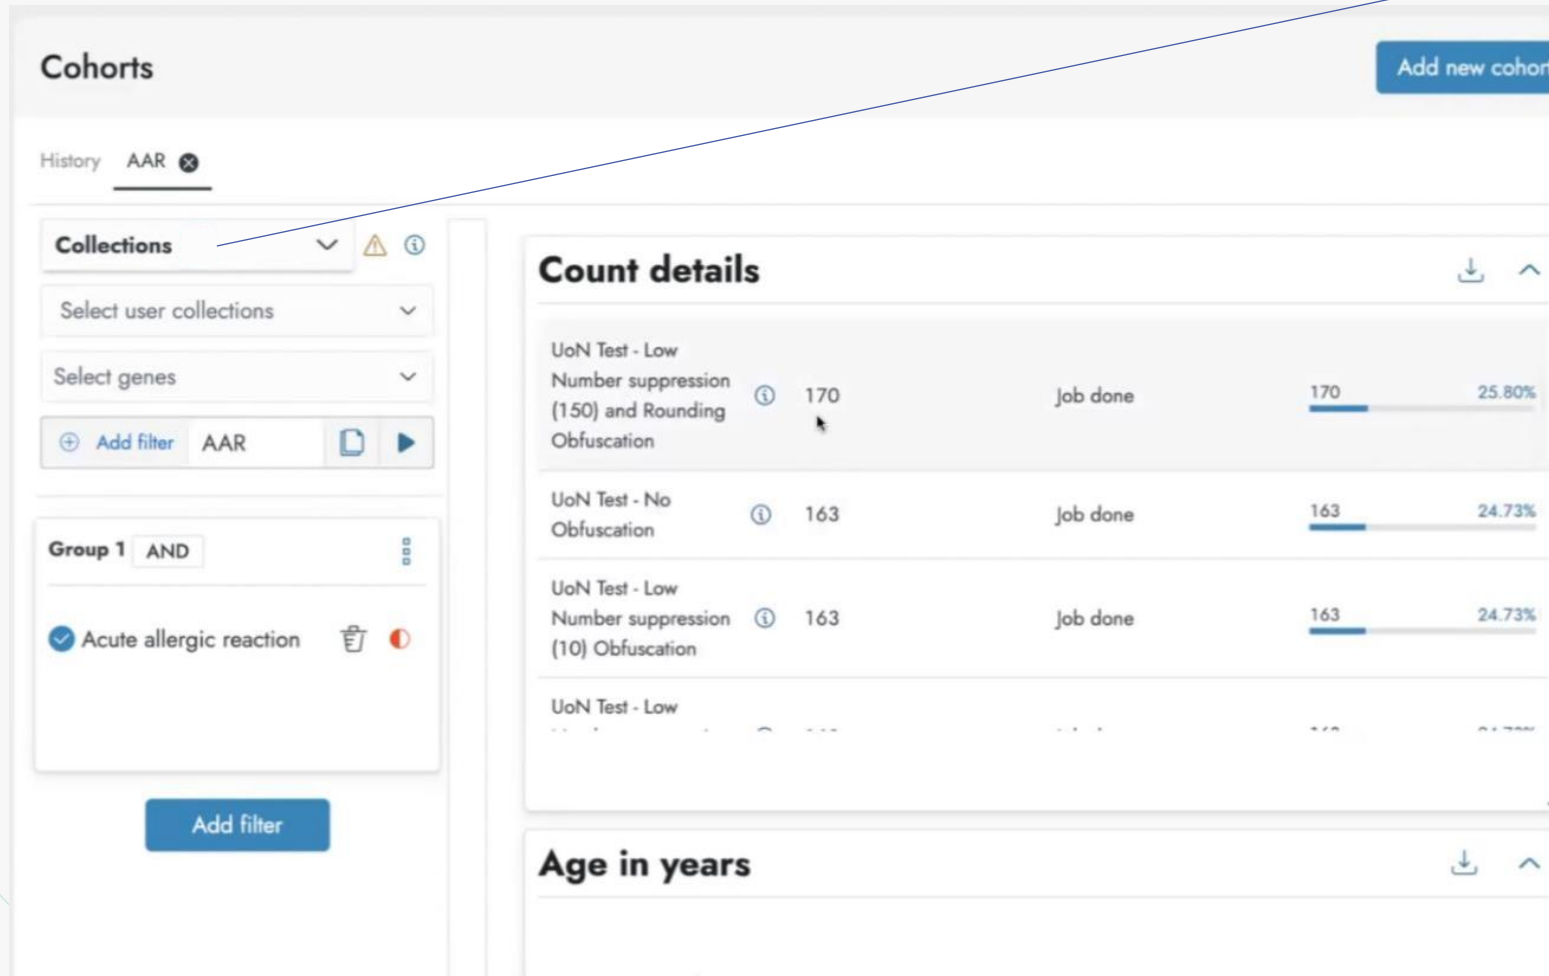 Cohorts
Add new cohort
History AAR
Collections
Select user collections
Select genes
Add filter AAR
Group 1 AND
Acute allergic reaction
Add filter
Count details
UoN Test - Low
Number suppression
(150) and Rounding
Obfuscation
170 Job done 170 25.80%
UoN Test - No
Obfuscation
163 Job done 163 24.73%
UoN Test - Low
Number suppression
(10) Obfuscation
163 Job done 163 24.73%
UoN Test - Low
Age in years